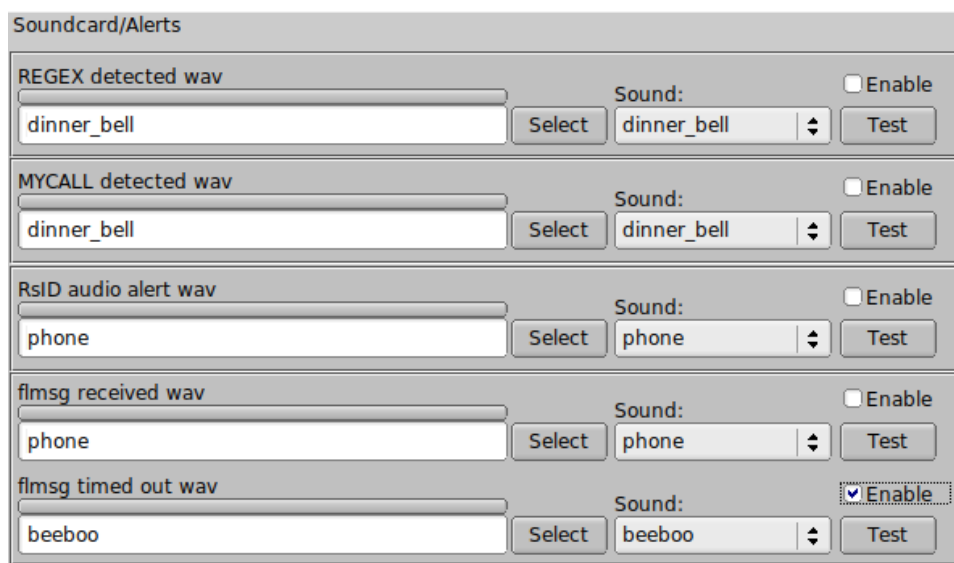 Soundcard/Alerts
REGEX detected wav
Sound:
Enable
dinner_bell Select dinner_bell Test
MYCALL detected wav
Sound:
Enable
dinner_bell Select dinner_bell Test
RsID audio alert wav
Sound:
Enable
phone Select phone Test
flmsg received wav
Sound:
Enable
phone Select phone Test
flmsg timed out wav
Sound:
Enable
beeboo Select beeboo Test